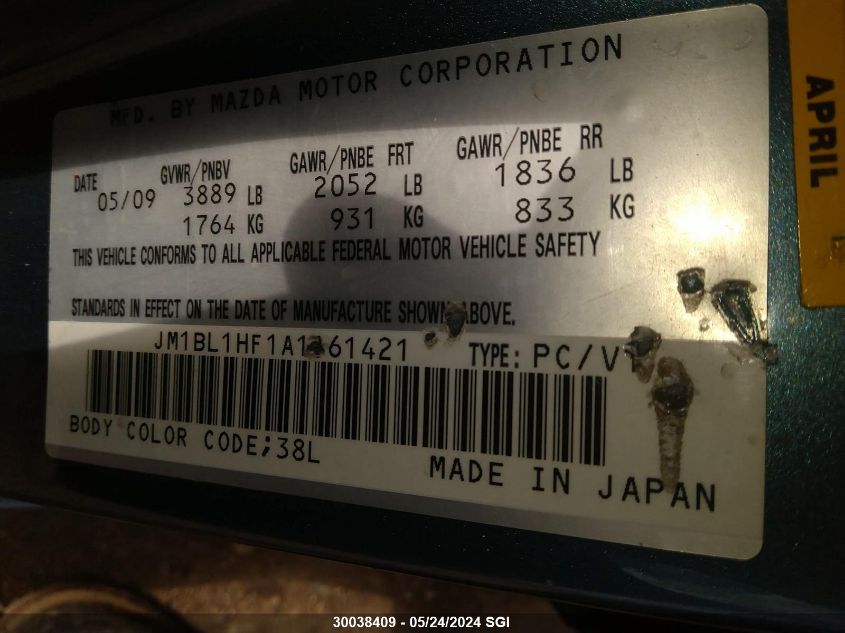 MFD. BY MAZDA MOTOR CORPORATION
DATE GVWR/PNBV GAWR/PNBE FRT GAWR/PNBE RR
05/09 3889 LB 2052 LB 1836 LB
1764 KG 931 KG 833 KG
THIS VEHICLE CONFORMS TO ALL APPLICABLE FEDERAL MOTOR VEHICLE SAFETY
STANDARDS IN EFFECT ON THE DATE OF MANUFACTURE SHOWN ABOVE.
TYPE: PC/V
BODY COLOR CODE;38L
MADE IN JAPAN
APRIL
30038409 - 05/24/2024 SGI